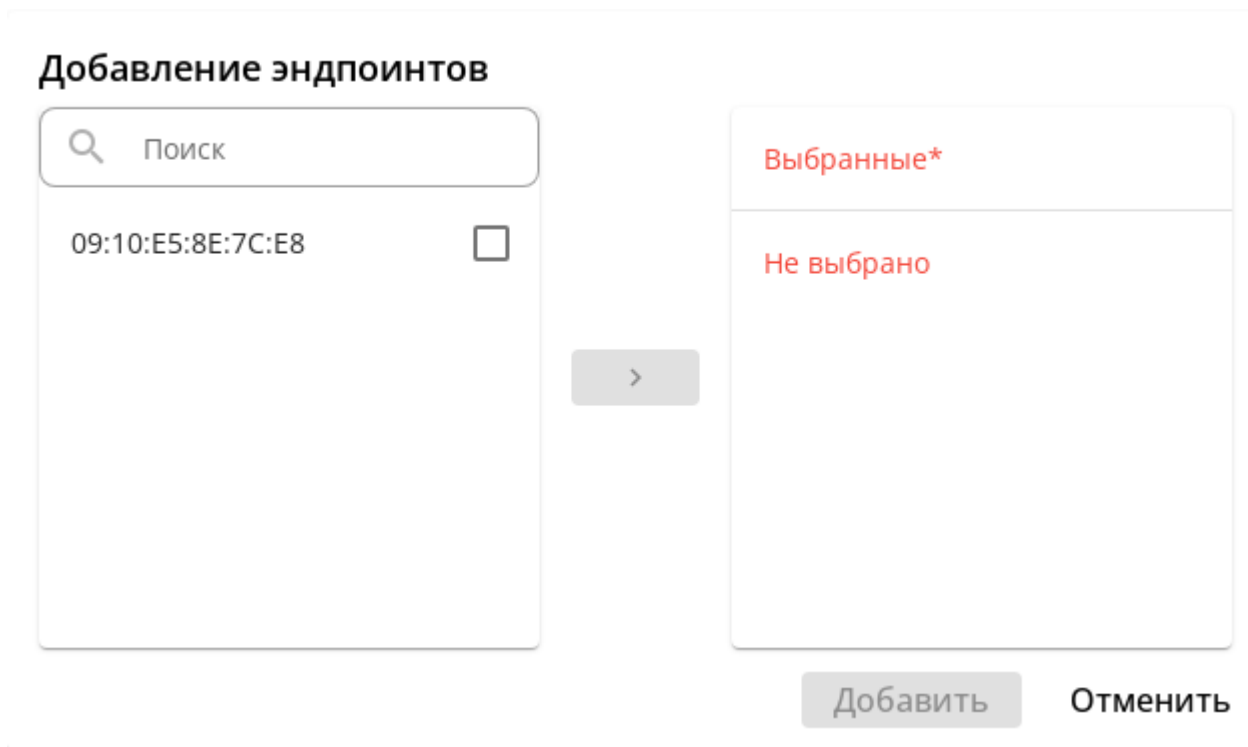 Добавление эндпоинтов
Поиск
09:10:E5:8E:7C:E8
Выбранные*
Не выбрано
Добавить
Отменить